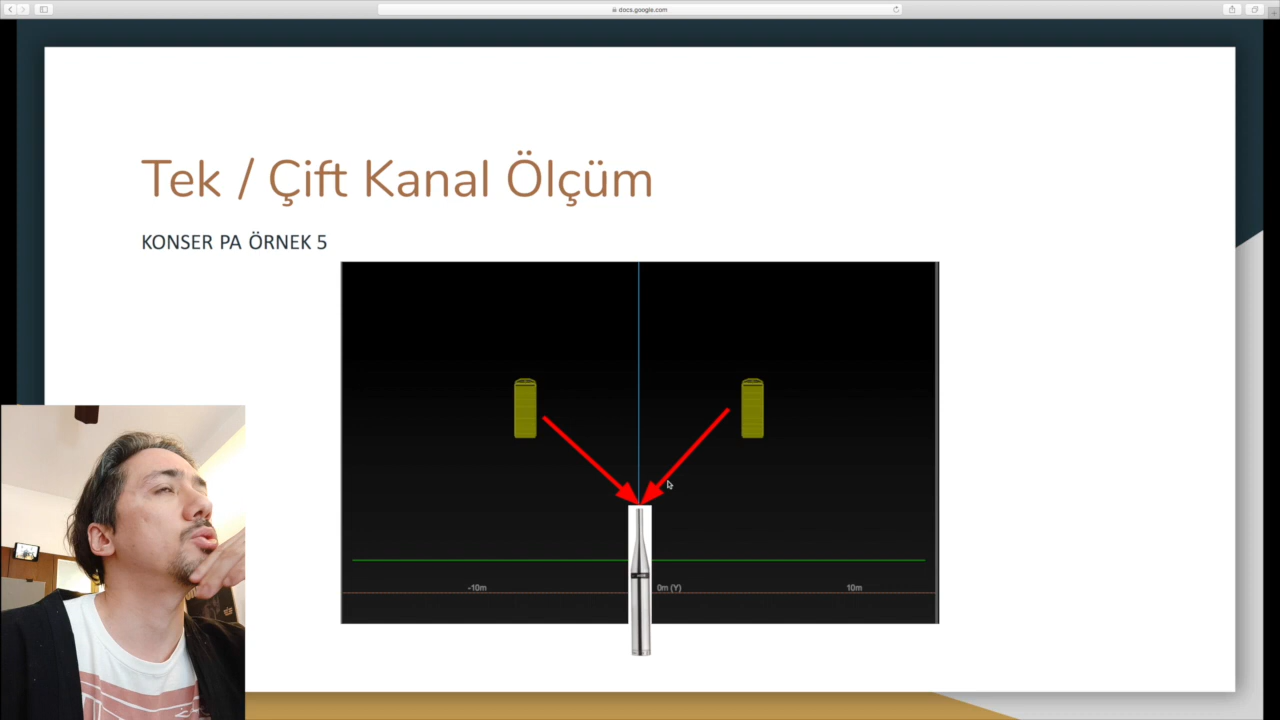 docs.google.com
Tek / Çift Kanal Ölçüm
KONSER PA ÖRNEK 5
-10m
0m (Y)
10m